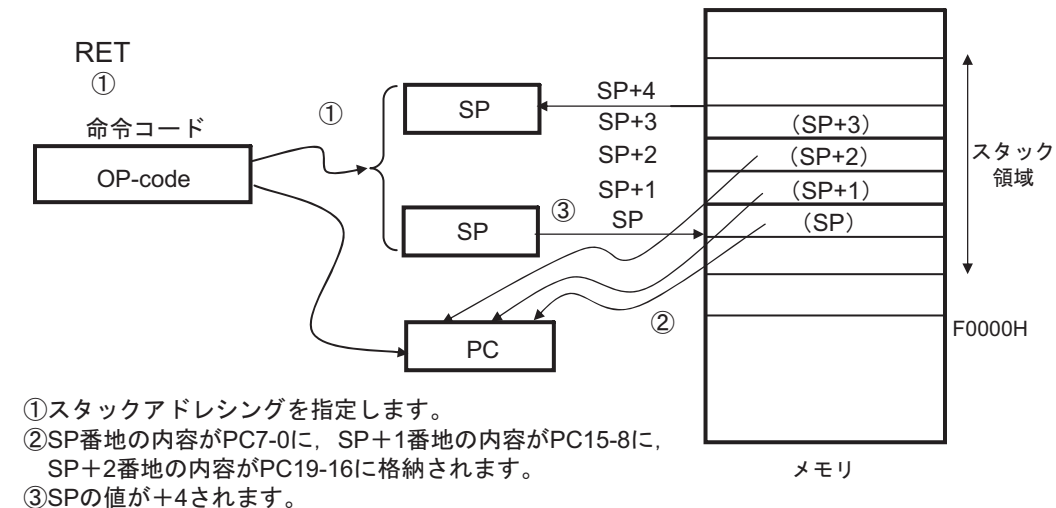 RET
①
命令コード
OP-code
①
SP
SP
③
PC
②
SP+4
SP+3
SP+2
SP+1
SP
（SP+3）
（SP+2）
（SP+1）
（SP）
スタック
領域
F0000H
メモリ
①スタックアドレシングを指定します。
②SP番地の内容がPC7-0に，SP＋1番地の内容がPC15-8に，
SP＋2番地の内容がPC19-16に格納されます。
③SPの値が＋4されます。